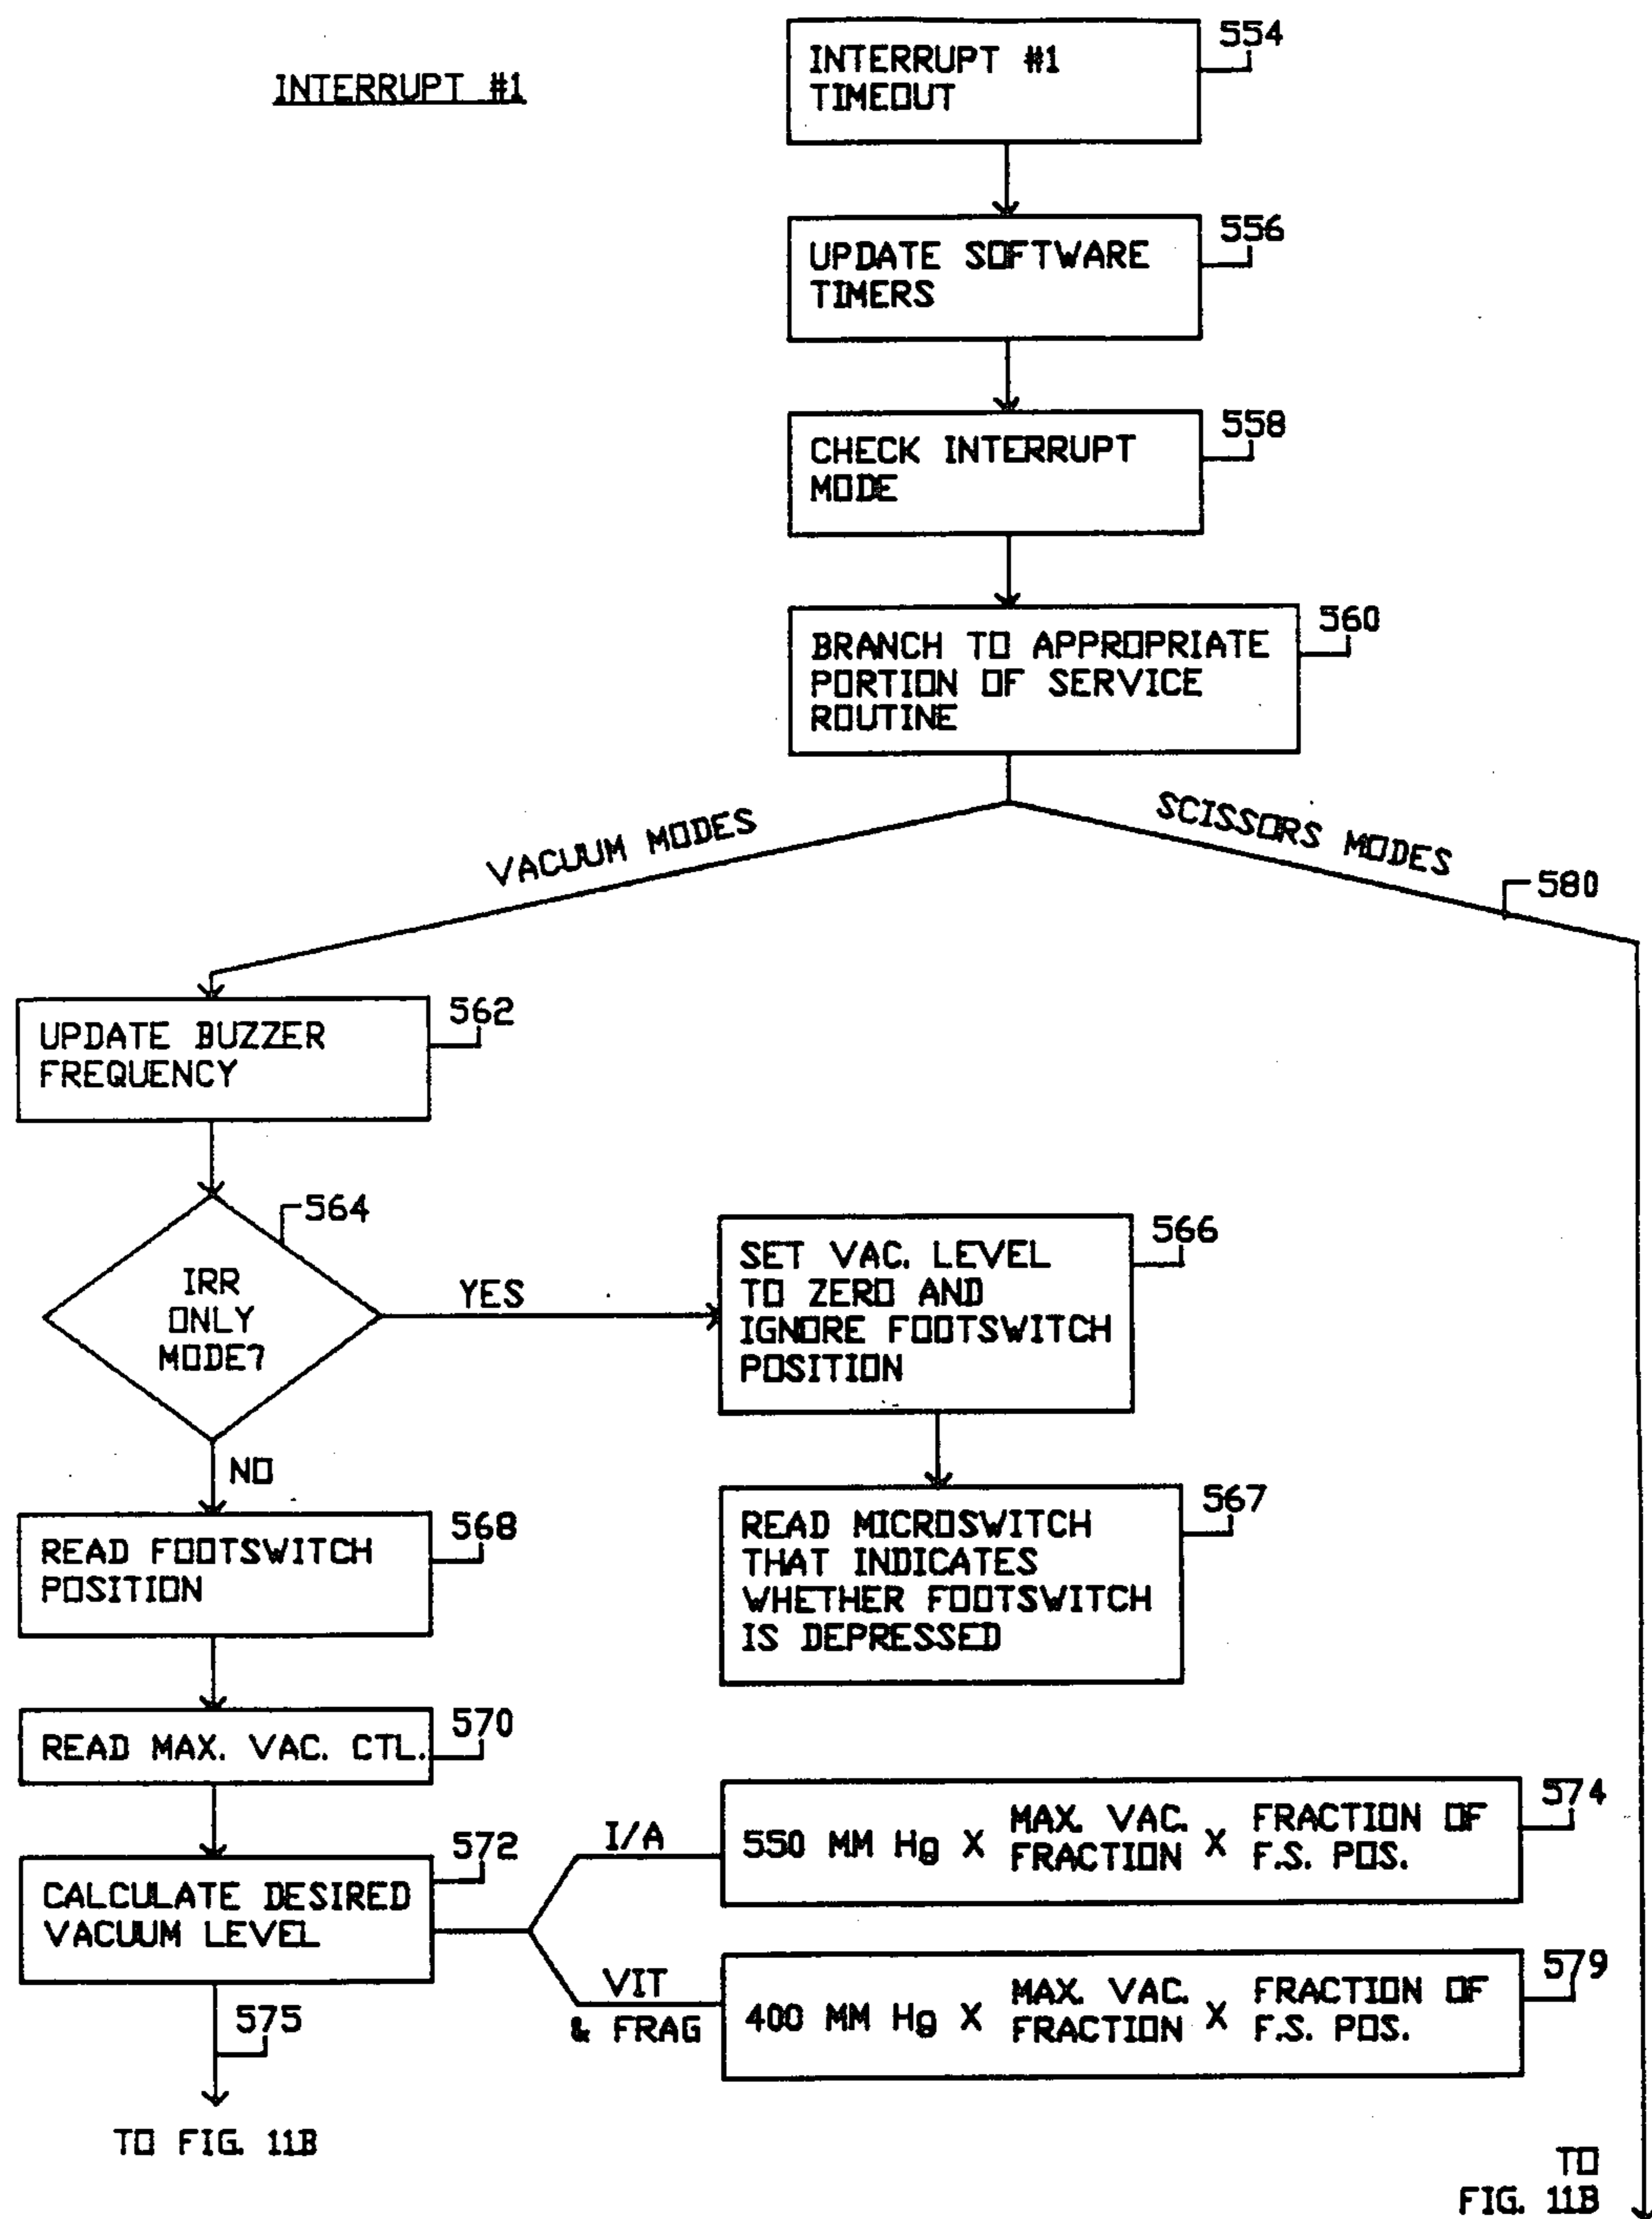 INTERRUPT #1
INTERRUPT #1
TIMEOUT
554
UPDATE SOFTWARE
TIMERS
556
CHECK INTERRUPT
MODE
558
BRANCH TO APPROPRIATE
PORTION OF SERVICE
ROUTINE
560
VACUUM MODES
SCISSORS MODES
580
UPDATE BUZZER
FREQUENCY
562
IRR
ONLY
MODE?
564
YES
SET VAC. LEVEL
TO ZERO AND
IGNORE FOOTSWITCH
POSITION
566
NO
READ MICROSWITCH
THAT INDICATES
WHETHER FOOTSWITCH
IS DEPRESSED
567
READ FOOTSWITCH
POSITION
568
READ MAX. VAC. CTL.
570
CALCULATE DESIRED
VACUUM LEVEL
572
I/A
550 MM Hg X MAX. VAC. FRACTION X FRACTION OF F.S. POS.
574
VIT
& FRAG
400 MM Hg X MAX. VAC. FRACTION X FRACTION OF F.S. POS.
579
575
TO FIG. 11B
TO
FIG. 11B